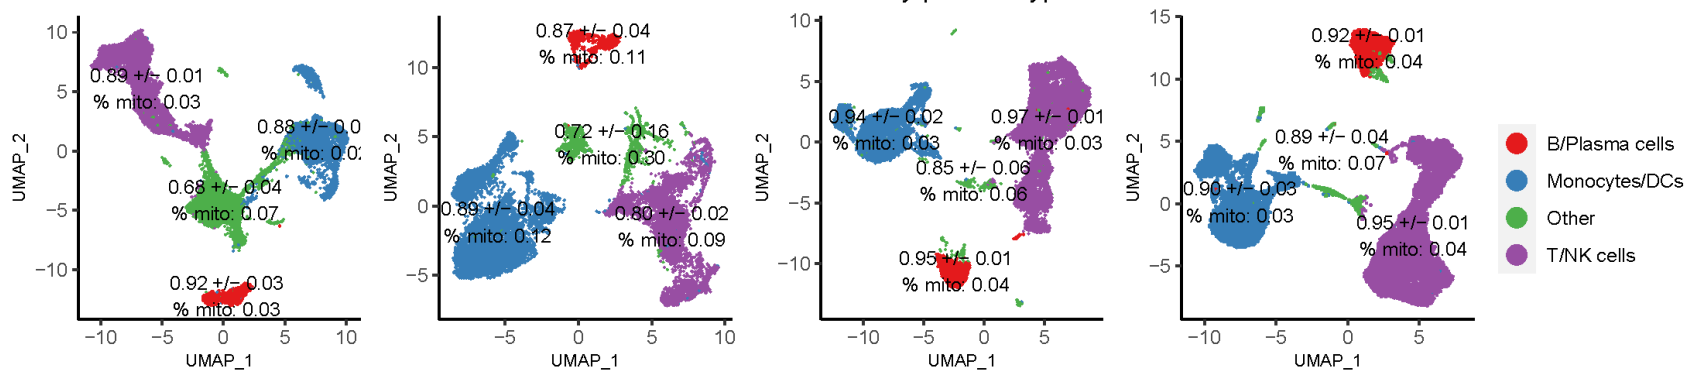 10
5
0
−5
−10
UMAP_2
0.89 +/− 0.01
% mito: 0.03
0.88 +/− 0.0
% mito: 0.02
0.68 +/− 0.04
% mito: 0.07
0.92 +/− 0.03
% mito: 0.03
−10
−5
0
5
10
UMAP_1
10
5
0
−5
UMAP_2
0.87 +/− 0.04
% mito: 0.11
0.72 +/− 0.16
% mito: 0.30
0.89 +/− 0.04
% mito: 0.12
0.80 +/− 0.02
% mito: 0.09
−5
0
5
10
UMAP_1
10
5
0
−5
−10
UMAP_2
0.94 +/− 0.02
% mito: 0.03
0.97 +/− 0.01
% mito: 0.03
0.85 +/− 0.06
% mito: 0.06
0.95 +/− 0.01
% mito: 0.04
−10
−5
0
5
UMAP_1
15
10
5
0
−5
UMAP_2
0.92 +/− 0.01
% mito: 0.04
0.89 +/− 0.04
% mito: 0.07
0.90 +/− 0.03
% mito: 0.03
0.95 +/− 0.01
% mito: 0.04
−10
−5
0
5
UMAP_1
B/Plasma cells
Monocytes/DCs
Other
T/NK cells